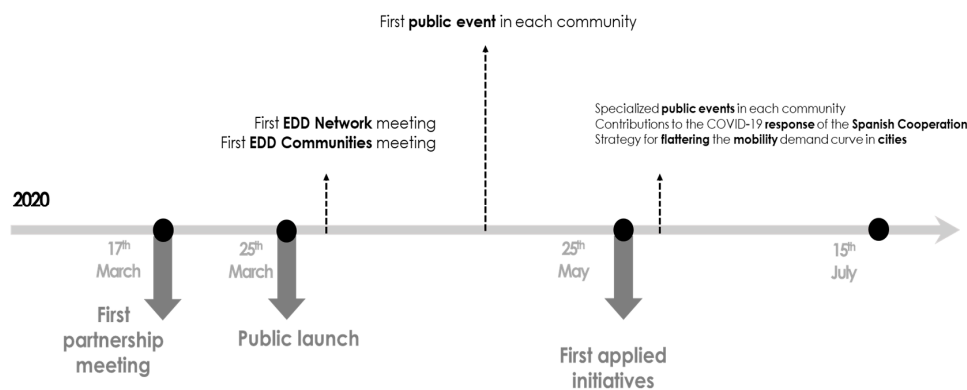 First public event in each community
First EDD Network meeting
First EDD Communities meeting
Specialized public events in each community
Contributions to the COVID-19 response of the Spanish Cooperation
Strategy for flattering the mobility demand curve in cities
2020
17th
March
25th
March
25th
May
15th
July
First
partnership
meeting
Public launch
First applied
initiatives